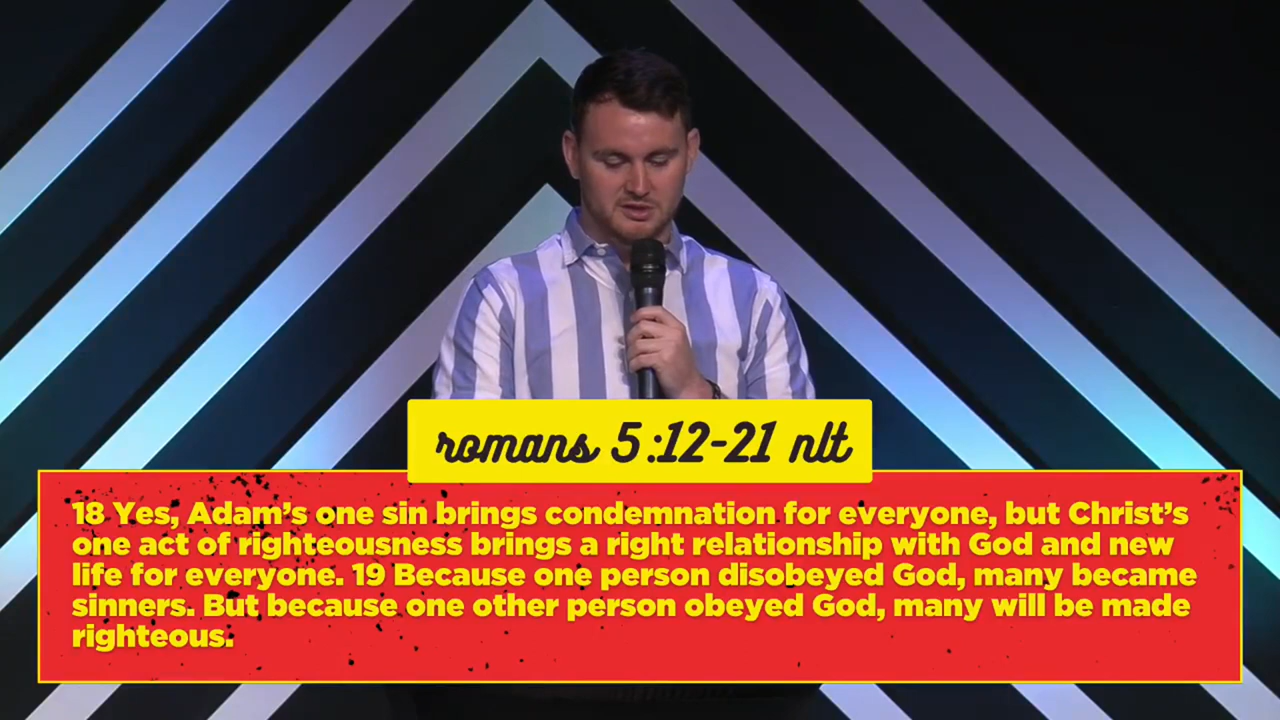 romans 5:12-21 nlt
18 Yes, Adam's one sin brings condemnation for everyone, but Christ's
one act of righteousness brings a right relationship with God and new
life for everyone. 19 Because one person disobeyed God, many became
sinners. But because one other person obeyed God, many will be made
righteous.